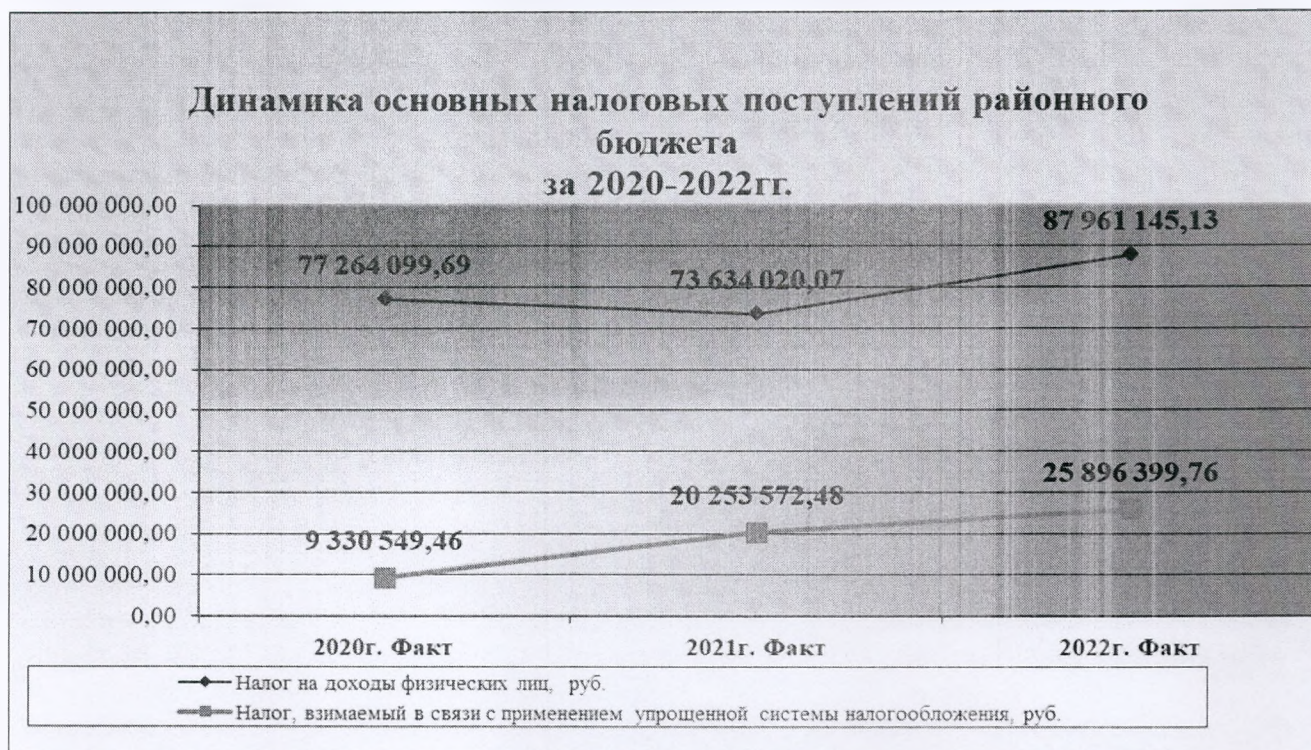 Динамика основных налоговых поступлений районного
бюджета
за 2020-2022гг.
100 000 000,00
90 000 000,00
80 000 000,00
70 000 000,00
60 000 000,00
50 000 000,00
40 000 000,00
30 000 000,00
20 000 000,00
10 000 000,00
0,00
77 264 099,69
73 634 020,07
87 961 145,13
9 330 549,46
20 253 572,48
25 896 399,76
2020г. Факт
2021г. Факт
2022г. Факт
Налог на доходы физических лиц, руб.
Налог, взимаемый в связи с применением упрощенной системы налогообложения, руб.